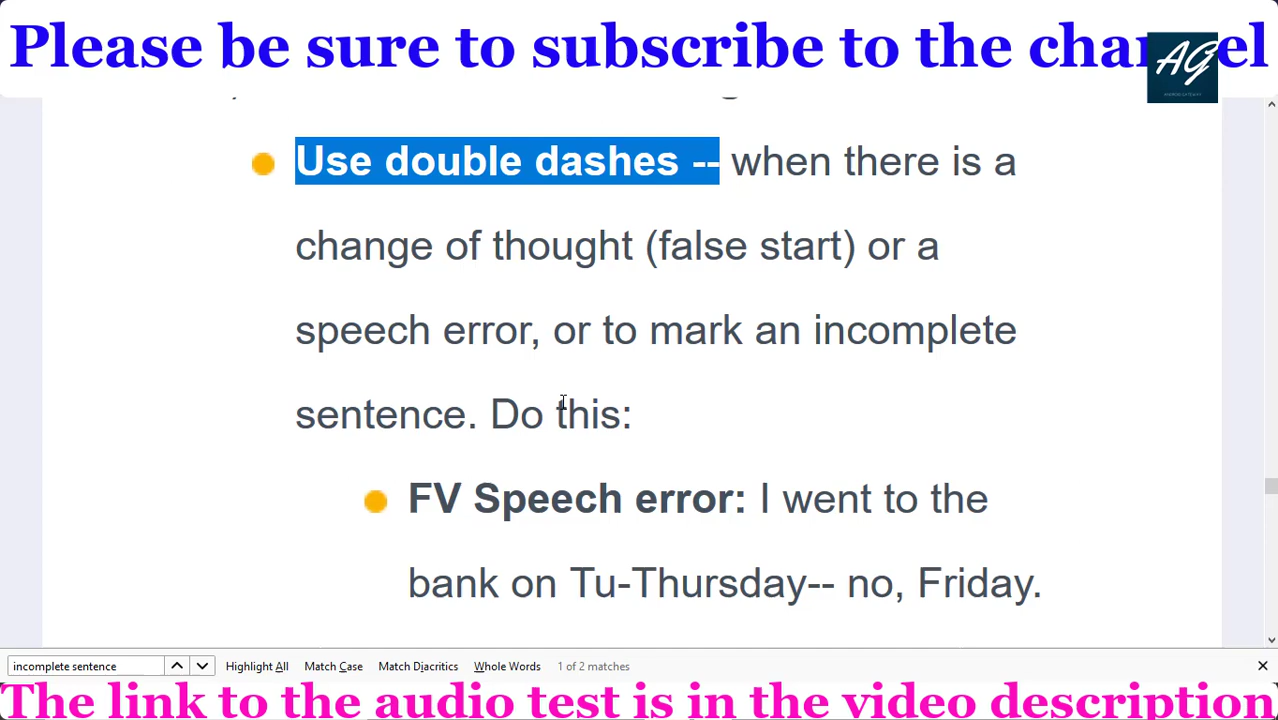 Please be sure to subscribe to the channel
AG
Use double dashes -- when there is a
change of thought (false start) or a
speech error, or to mark an incomplete
sentence. Do this:
FV Speech error: I went to the
bank on Tu-Thursday-- no, Friday.
incomplete sentence Highlight All Match Case Match Diacritics Whole Words 1 of 2 matches
The link to the audio test is in the video description